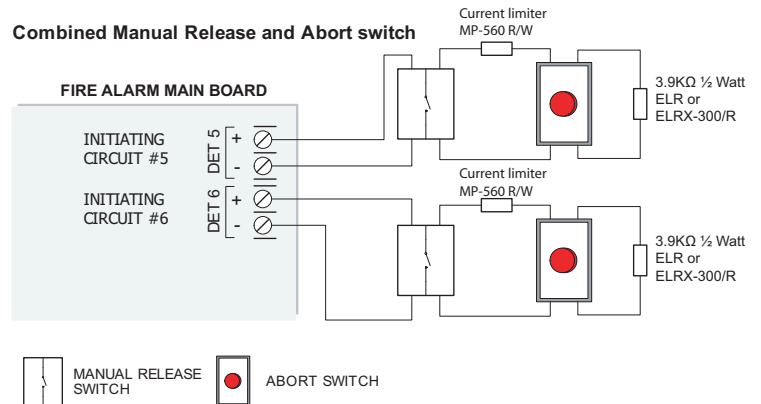 Combined Manual Release and Abort switch
Current limiter
MP-560 R/W
3.9KΩ ½ Watt
ELR or
ELRX-300/R
FIRE ALARM MAIN BOARD
INITIATING
CIRCUIT #5
DET 5
+
-
INITIATING
CIRCUIT #6
DET 6
+
-
Current limiter
MP-560 R/W
3.9KΩ ½ Watt
ELR or
ELRX-300/R
MANUAL RELEASE
SWITCH
ABORT SWITCH